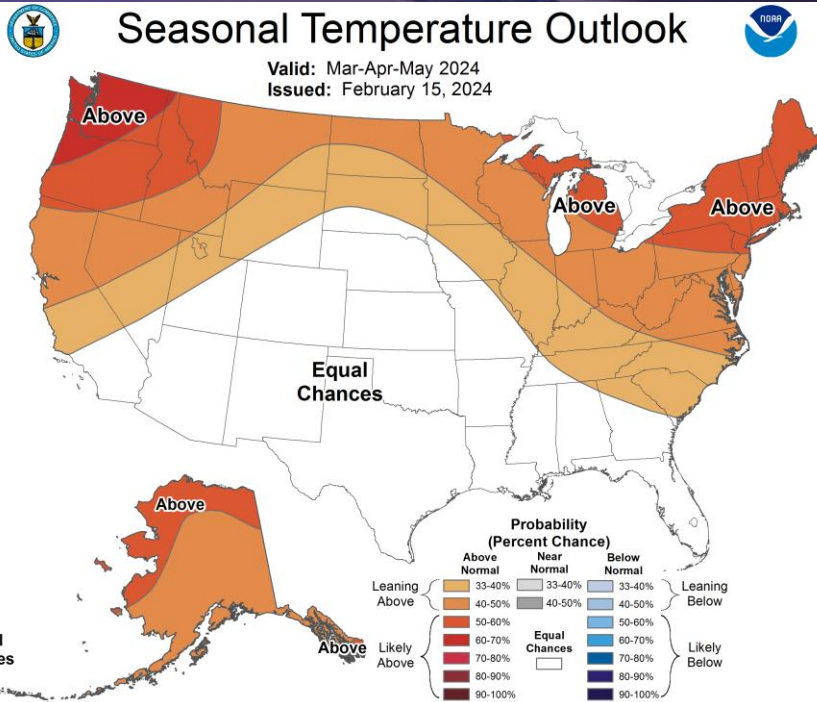 Seasonal Temperature Outlook
NOAA
Valid: Mar-Apr-May 2024
Issued: February 15, 2024
Above
Above
Above
Equal
Chances
Above
Above
Probability
(Percent Chance)
Above
Normal
Near
Normal
Below
Normal
Leaning
Above
33-40%
40-50%
33-40%
40-50%
33-40%
40-50%
Leaning
Below
Likely
Above
50-60%
60-70%
70-80%
80-90%
90-100%
Equal
Chances
50-60%
60-70%
70-80%
80-90%
90-100%
Likely
Below